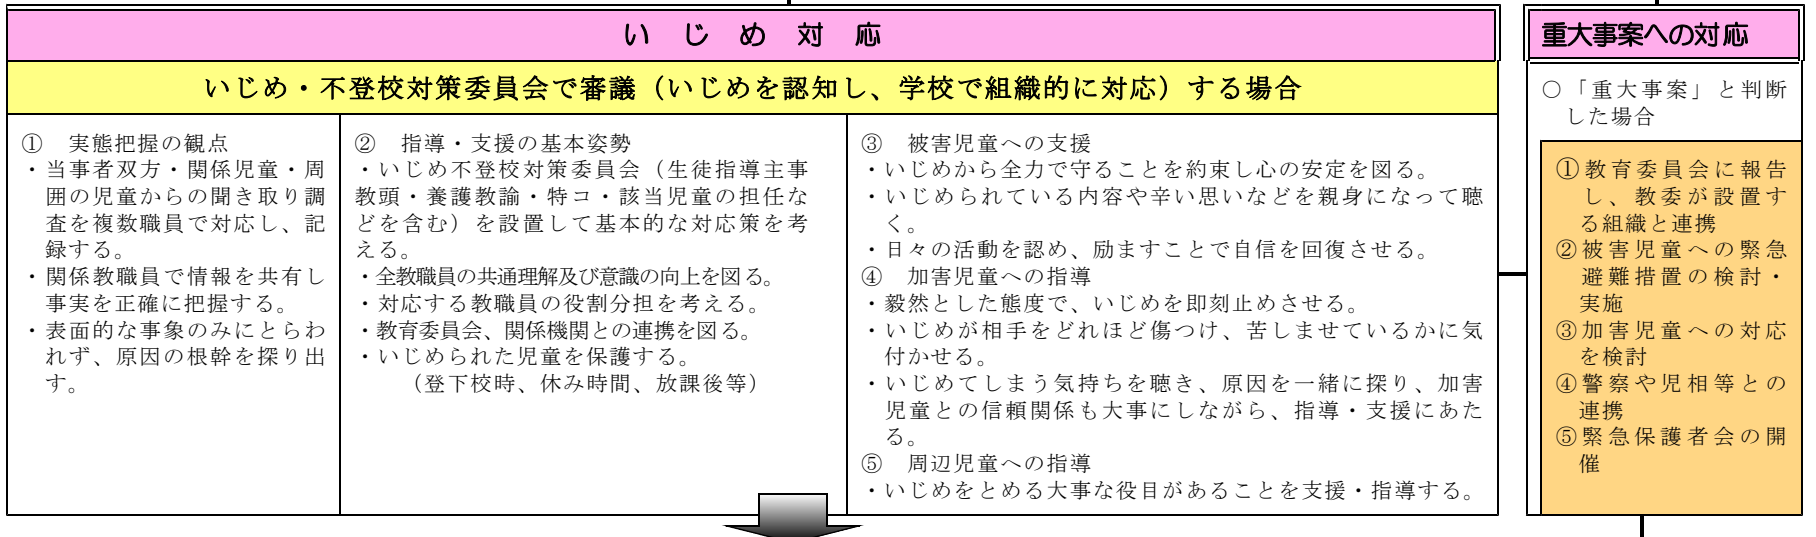 いじめ対応
いじめ・不登校対策委員会で審議（いじめを認知し、学校で組織的に対応）する場合
① 実態把握の観点
・当事者双方・関係児童・周
囲の児童からの聞き取り調
査を複数職員で対応し、記
録する。
・関係教職員で情報を共有し
事実を正確に把握する。
・表面的な事象のみにとらわ
れず、原因の根幹を探り出
す。
② 指導・支援の基本姿勢
・いじめ不登校対策委員会（生徒指導主事
教頭・養護教諭・特コ・該当児童の担任な
どを含む）を設置して基本的な対応策を考
える。
・全教職員の共通理解及び意識の向上を図る。
・対応する教職員の役割分担を考える。
・教育委員会、関係機関との連携を図る。
・いじめられた児童を保護する。
（登下校時、休み時間、放課後等）
③ 被害児童への支援
・いじめから全力で守ることを約束し心の安定を図る。
・いじめられている内容や辛い思いなどを親身になって聴
く。
・日々の活動を認め、励ますことで自信を回復させる。
④ 加害児童への指導
・毅然とした態度で、いじめを即刻止めさせる。
・いじめが相手をどれほど傷つけ、苦しませているかに気
付かせる。
・いじめてしまう気持ちを聴き、原因を一緒に探り、加害
児童との信頼関係も大事にしながら、指導・支援にあた
る。
⑤ 周辺児童への指導
・いじめをとめる大事な役目があることを支援・指導する。
重大事案への対応
○「重大事案」と判断
した場合
①教育委員会に報告
し、教委が設置す
る組織と連携
②被害児童への緊急
避難措置の検討・
実施
③加害児童への対応
を検討
④警察や児相等との
連携
⑤緊急保護者会の開
催